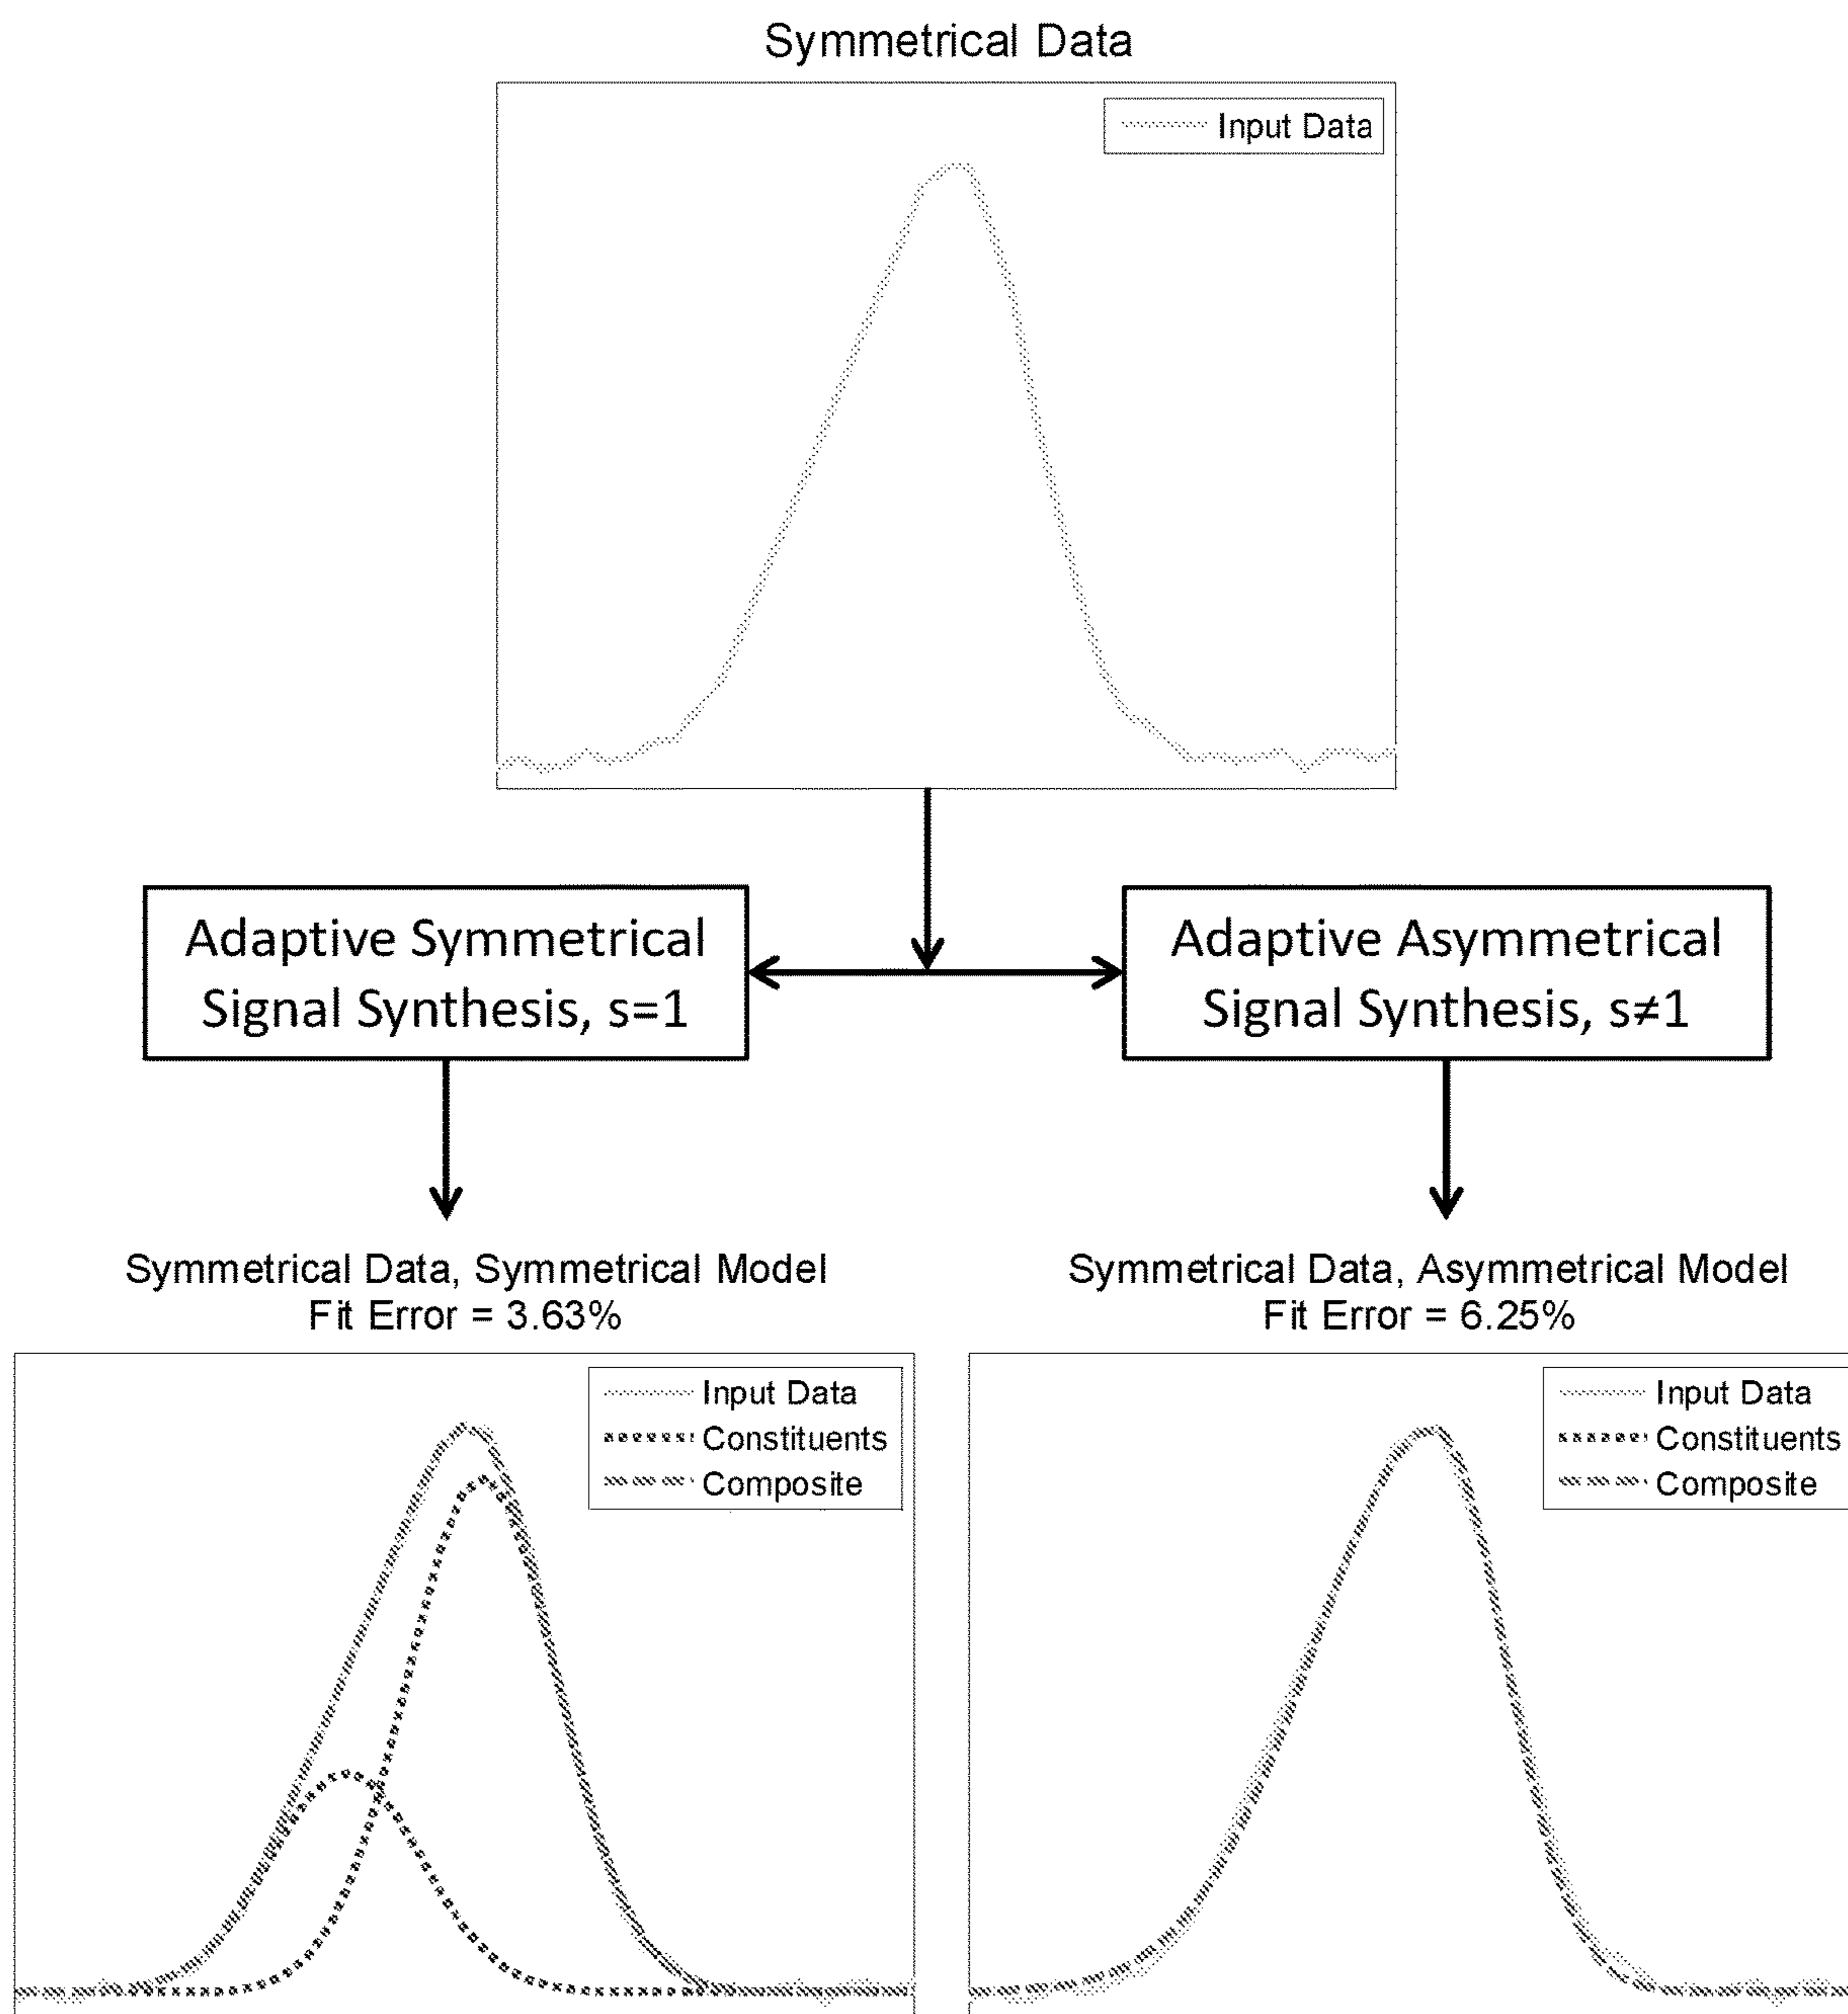 Symmetrical Data
Input Data
Adaptive Symmetrical
Signal Synthesis, s=1
Adaptive Asymmetrical
Signal Synthesis, s≠1
Symmetrical Data, Symmetrical Model
Fit Error = 3.63%
Input Data
Constituents
Composite
Symmetrical Data, Asymmetrical Model
Fit Error = 6.25%
Input Data
Constituents
Composite